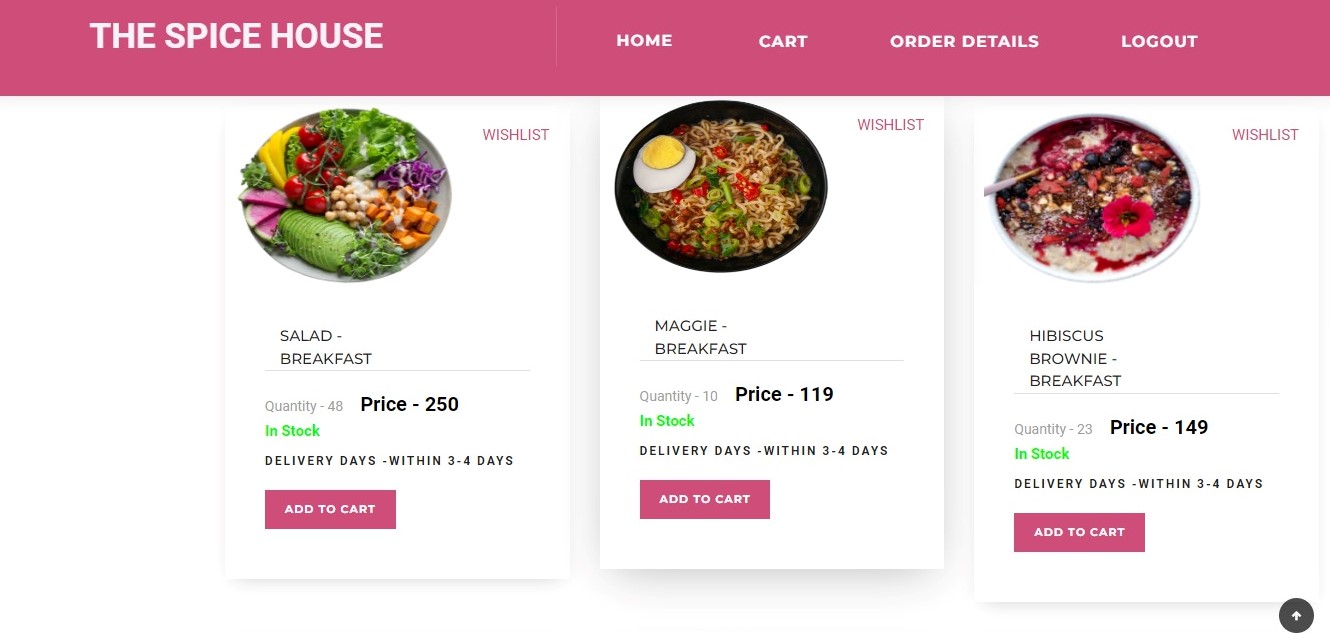 THE SPICE HOUSE
HOME CART ORDER DETAILS LOGOUT
WISHLIST
SALAD -
BREAKFAST
Quantity - 48 Price - 250
In Stock
DELIVERY DAYS -WITHIN 3-4 DAYS
ADD TO CART
WISHLIST
MAGGIE -
BREAKFAST
Quantity - 10 Price - 119
In Stock
DELIVERY DAYS -WITHIN 3-4 DAYS
ADD TO CART
WISHLIST
HIBISCUS
BROWNIE -
BREAKFAST
Quantity - 23 Price - 149
In Stock
DELIVERY DAYS -WITHIN 3-4 DAYS
ADD TO CART